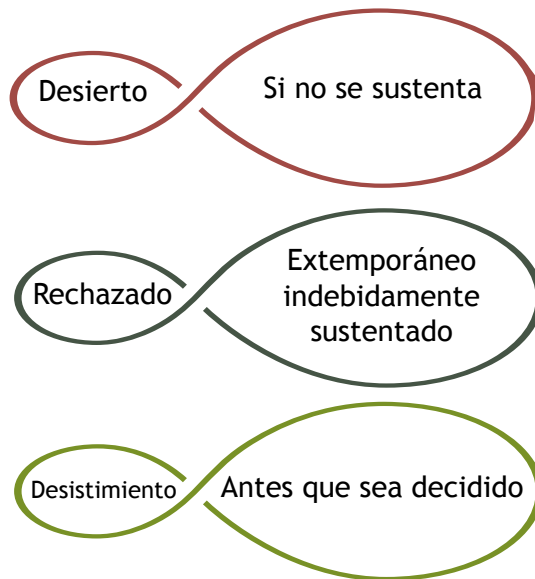 Desierto
Si no se sustenta
Rechazado
Extemporáneo
indebidamente
sustentado
Desistimiento
Antes que sea decidido